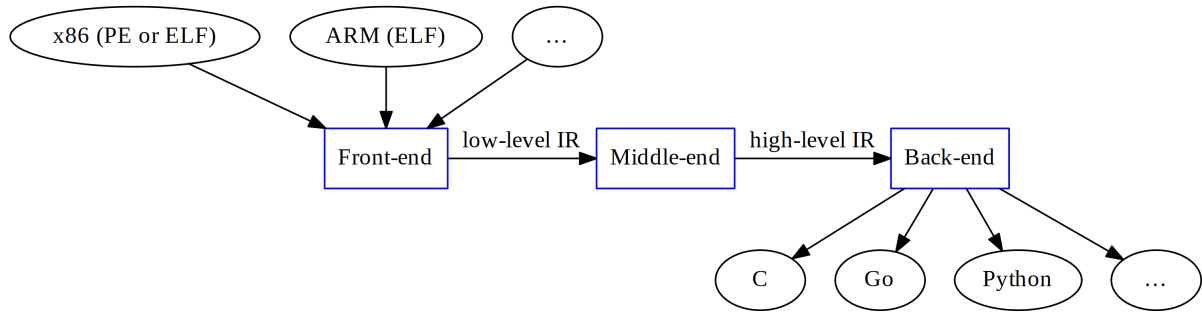 x86 (PE or ELF)
ARM (ELF)
...
low-level IR
high-level IR
Front-end
Middle-end
Back-end
C
Go
Python
...